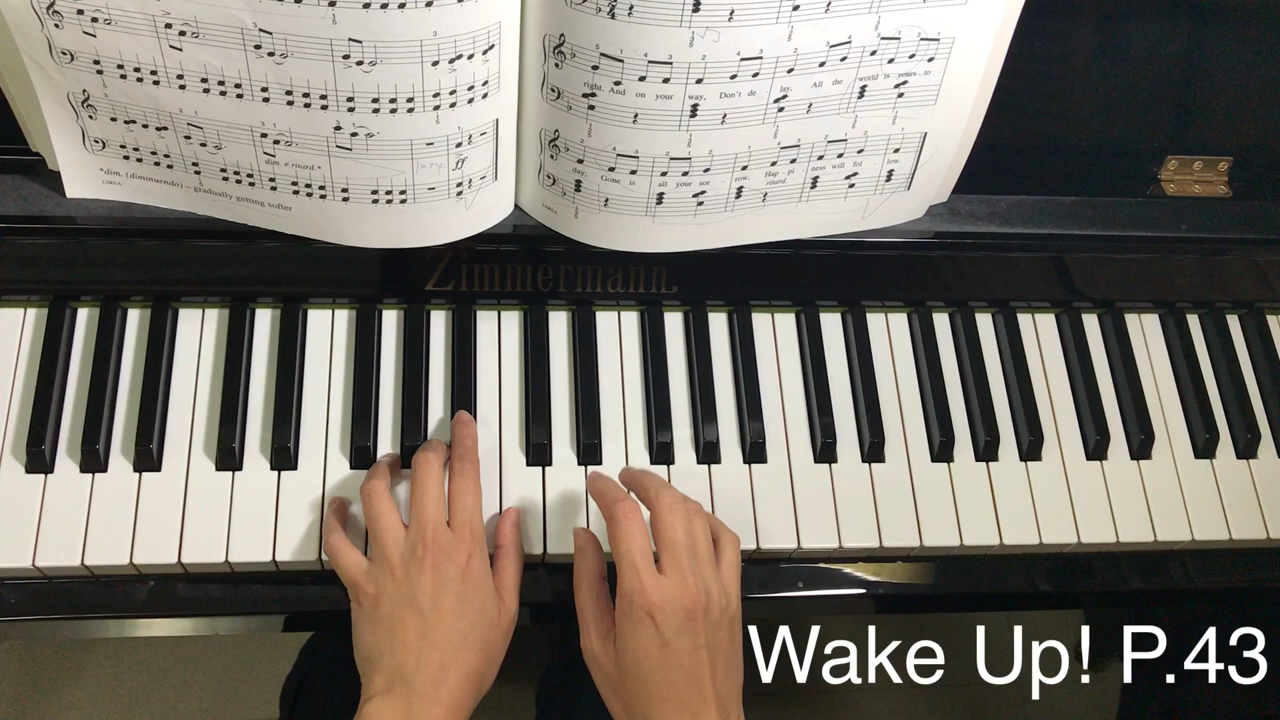 dim. e ritard.*
ff
*dim. (diminuendo) – gradually getting softer
right, And on your way, Don't de - lay, All the world is yours to -
day; Gone is all your sor - row, Hap - pi - ness will fol - low.
ritard.
Zimmermann
Wake Up! P.43